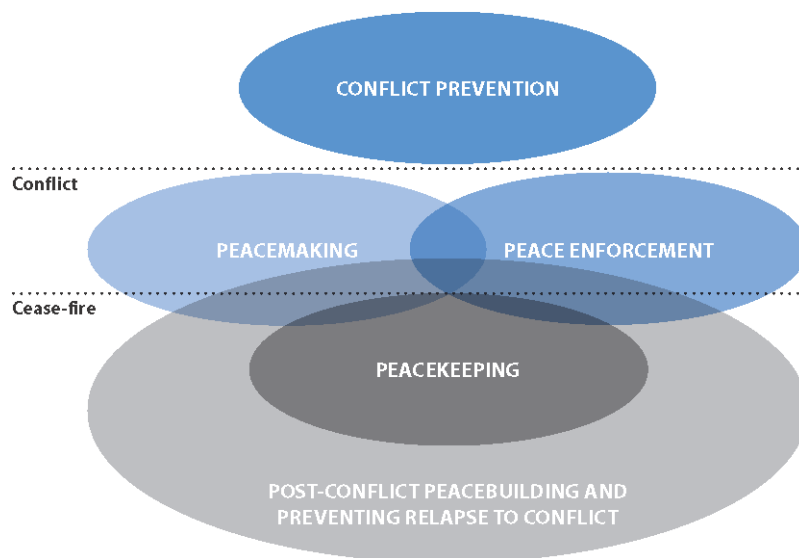 CONFLICT PREVENTION
Conflict
PEACEMAKING
PEACE ENFORCEMENT
Cease-fire
PEACEKEEPING
POST-CONFLICT PEACEBUILDING AND
PREVENTING RELAPSE TO CONFLICT